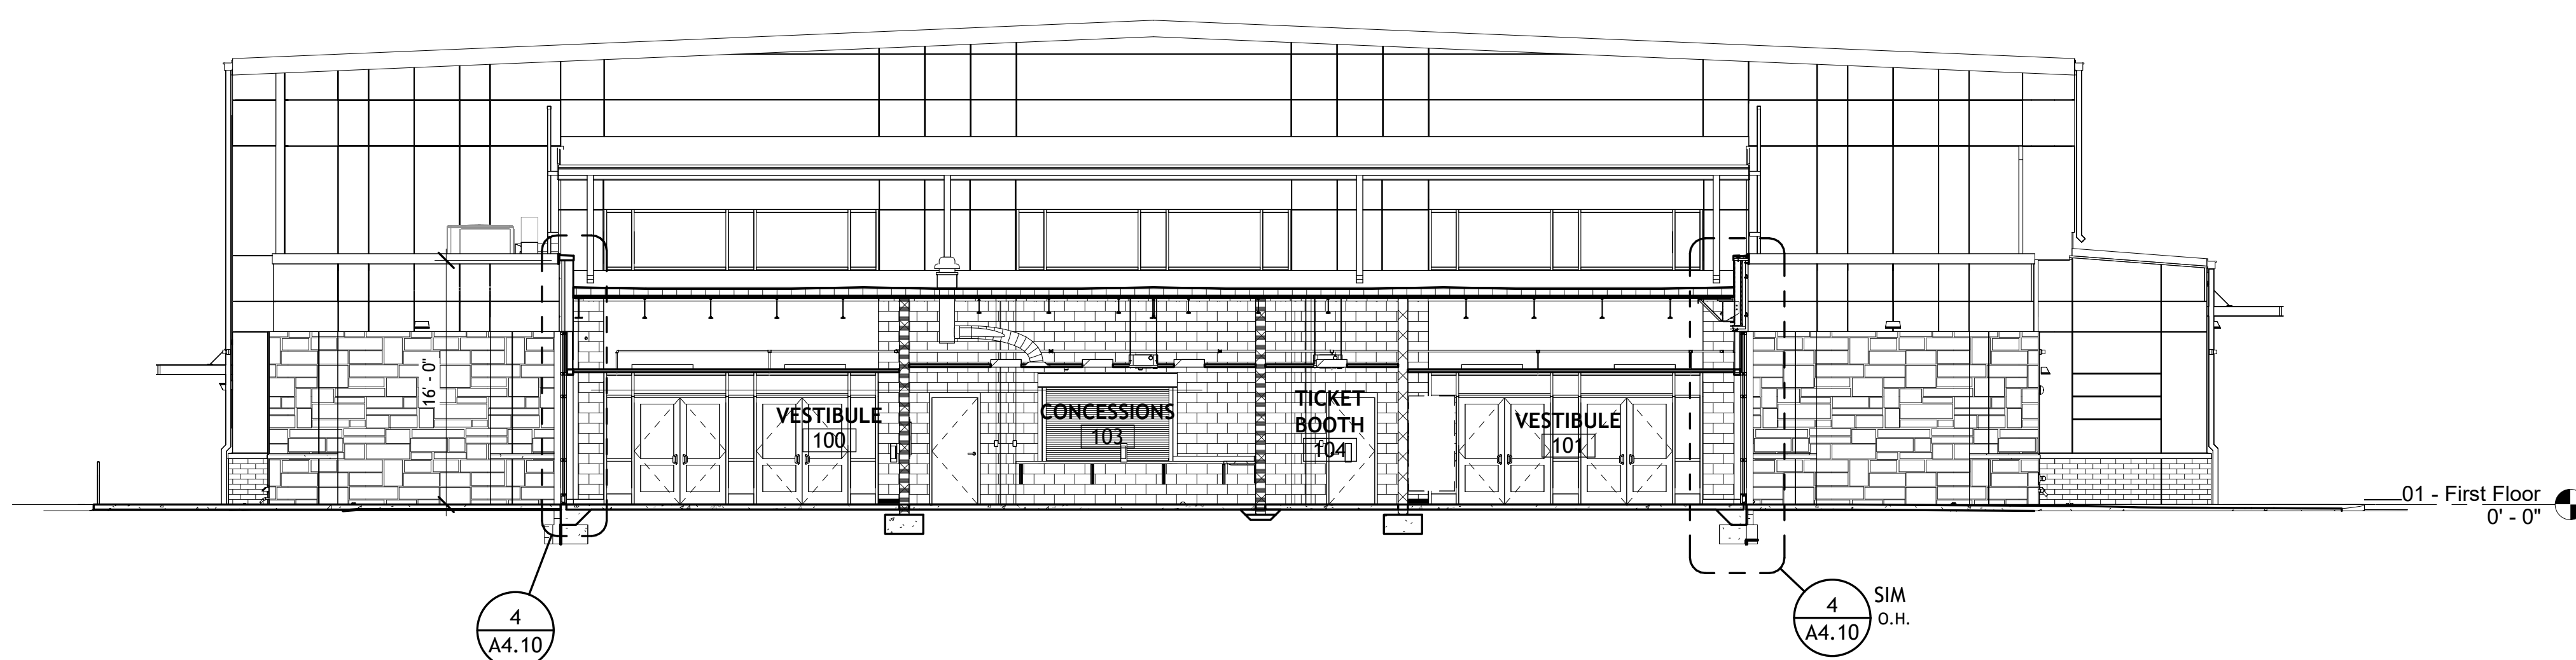 16' - 0"
VESTIBULE
100
CONCESSIONS
103
TICKET
BOOTH
104
VESTIBULE
101
01 - First Floor
0' - 0"
4
A4.10
4
A4.10
SIM
O.H.